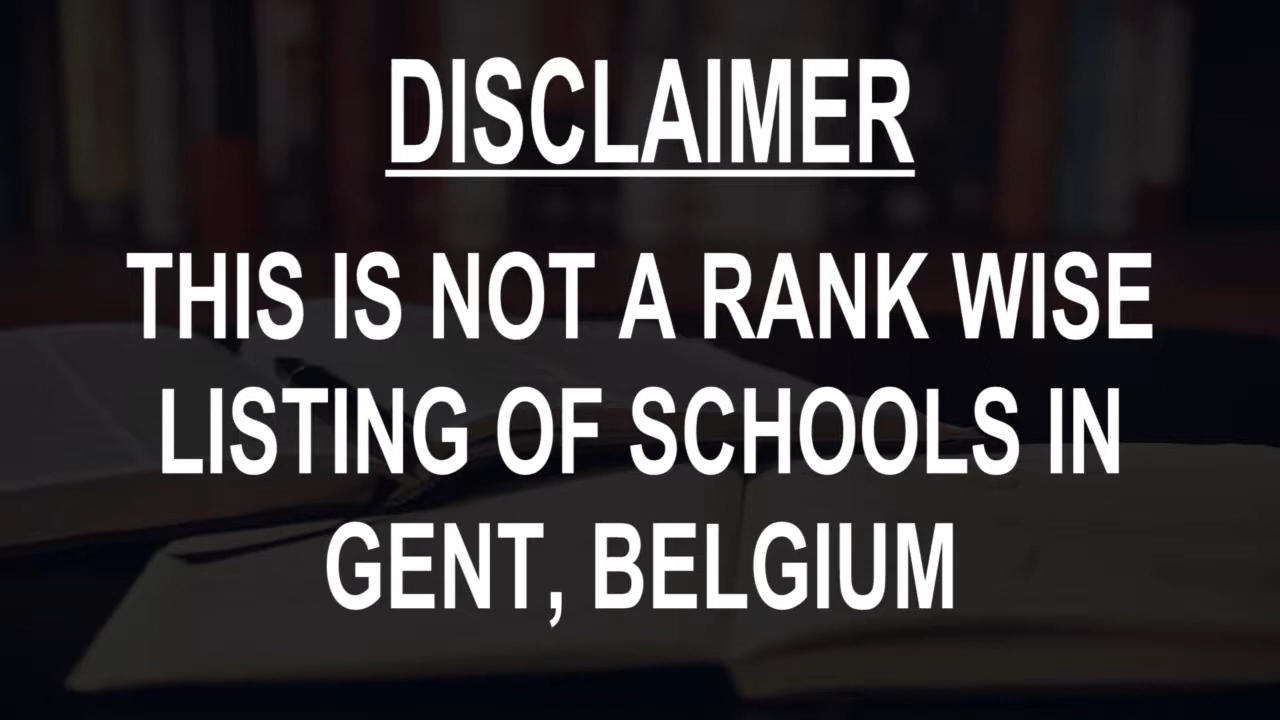 DISCLAIMER
THIS IS NOT A RANK WISE
LISTING OF SCHOOLS IN
GENT, BELGIUM